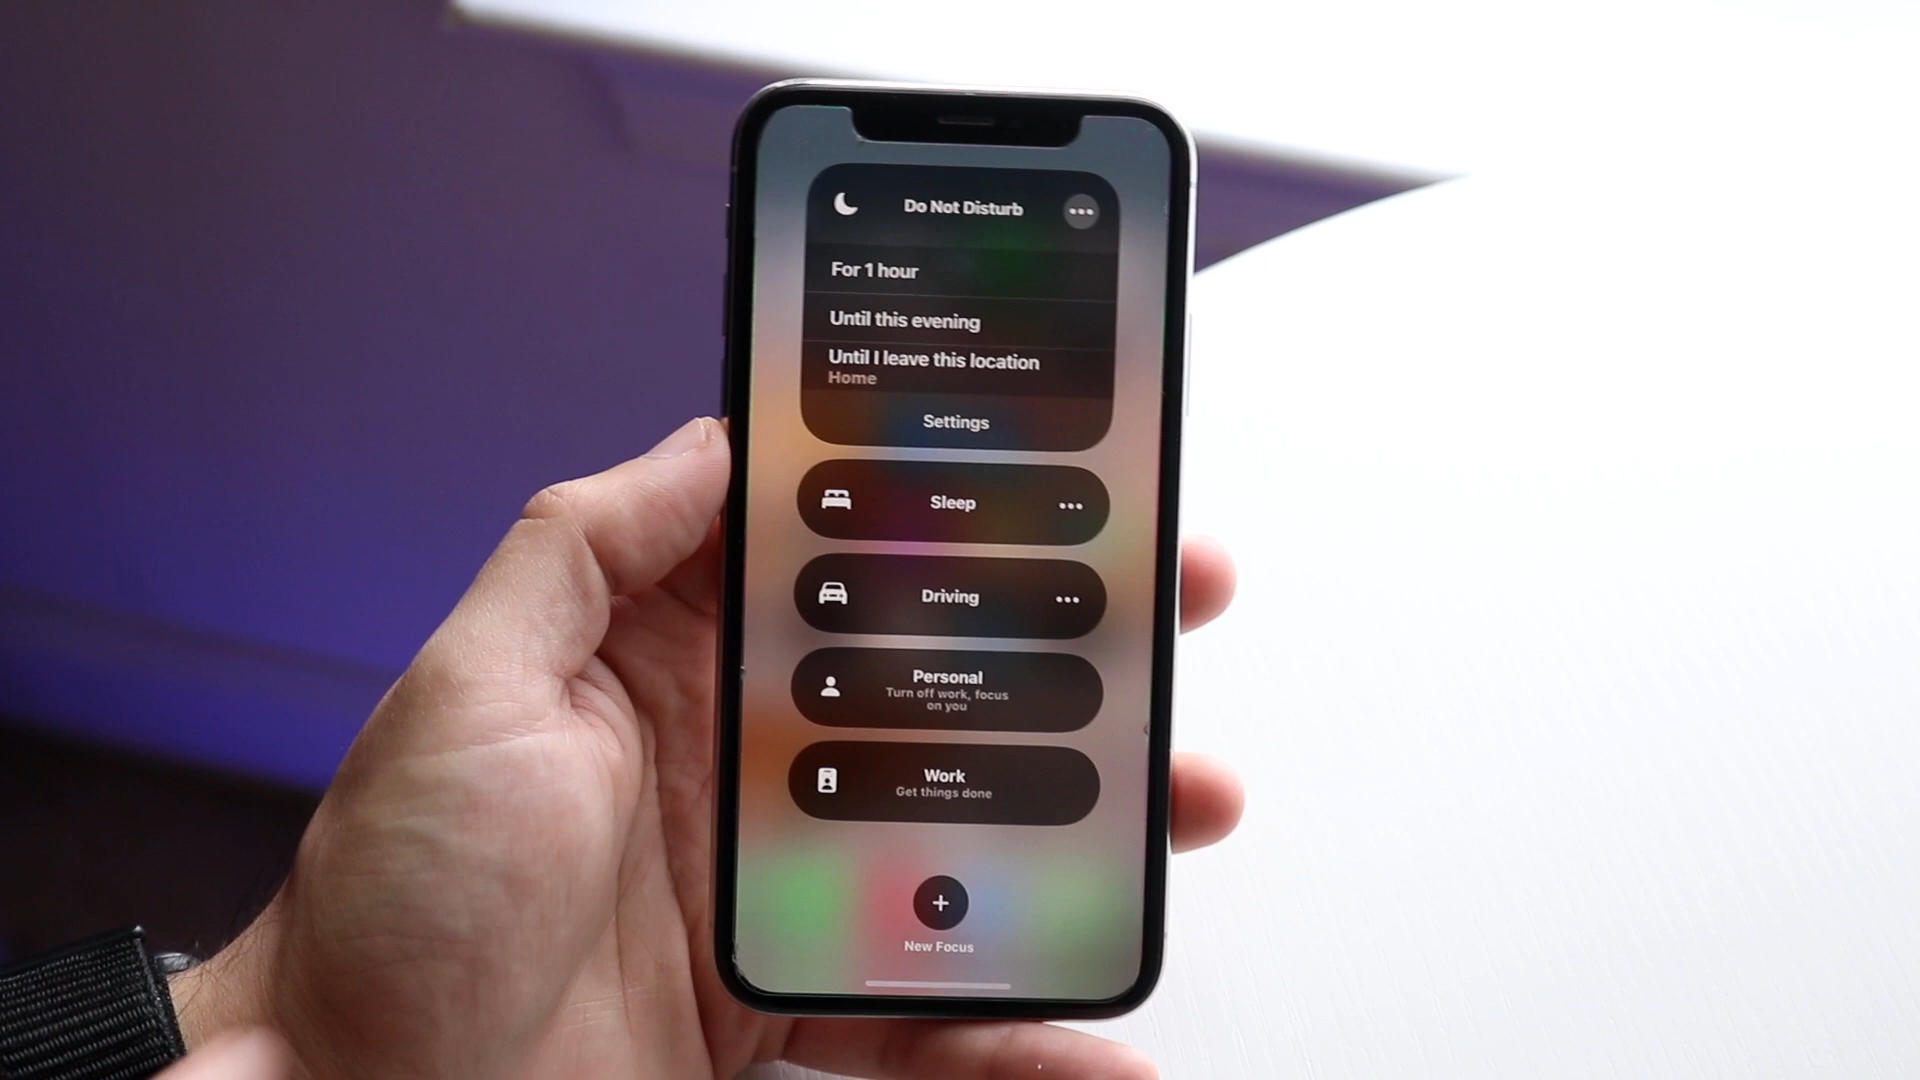 Do Not Disturb
For 1 hour
Until this evening
Until I leave this location
Home
Settings
Sleep
Driving
Personal
Turn off work, focus
on you
Work
Get things done
New Focus